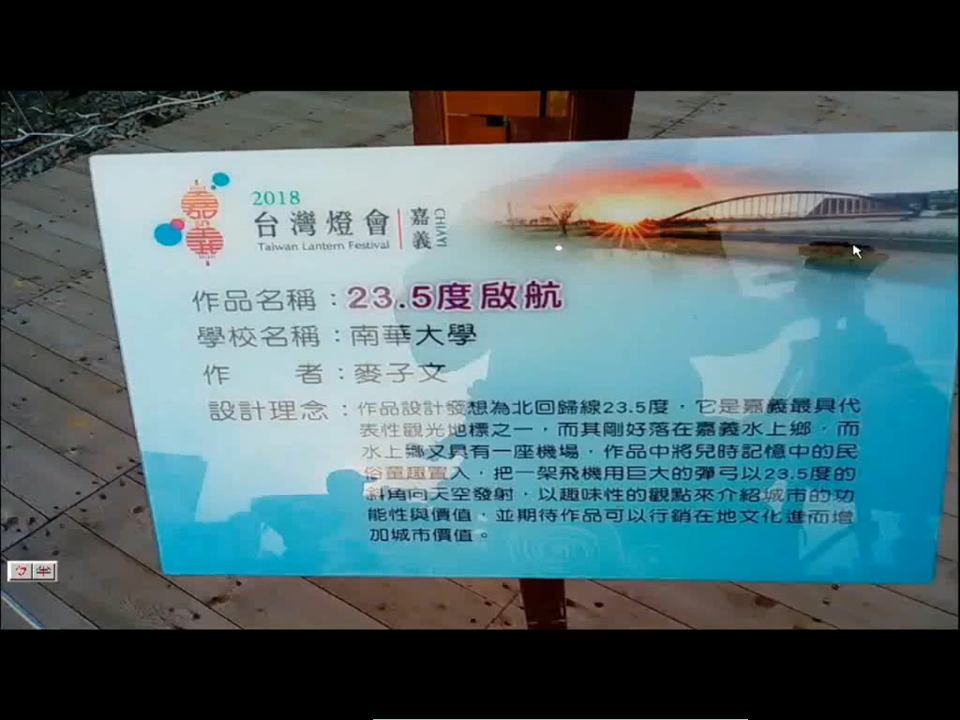 嘉義
2018
台灣燈會
Taiwan Lantern Festival
嘉義
CHIAYI
作品名稱：23.5度啟航
學校名稱：南華大學
作　　者：麥子文
設計理念：作品設計發想為北回歸線23.5度，它是嘉義最具代
表性觀光地標之一，而其剛好落在嘉義水上鄉，而
水上鄉又具有一座機場，作品中將兒時記憶中的民
俗童趣置入，把一架飛機用巨大的彈弓以23.5度的
斜角向天空發射，以趣味性的觀點來介紹城市的功
能性與價值，並期待作品可以行銷在地文化進而增
加城市價值。